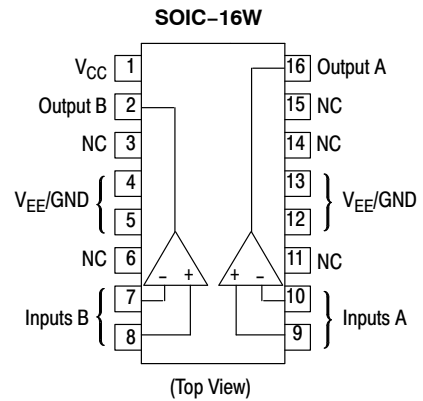 SOIC–16W
VCC 1 16 Output A
Output B 2 15 NC
NC 3 14 NC
4 13
VEE/GND VEE/GND
5 12
NC 6 11 NC
– + + –
7 10
Inputs B Inputs A
8 9
(Top View)